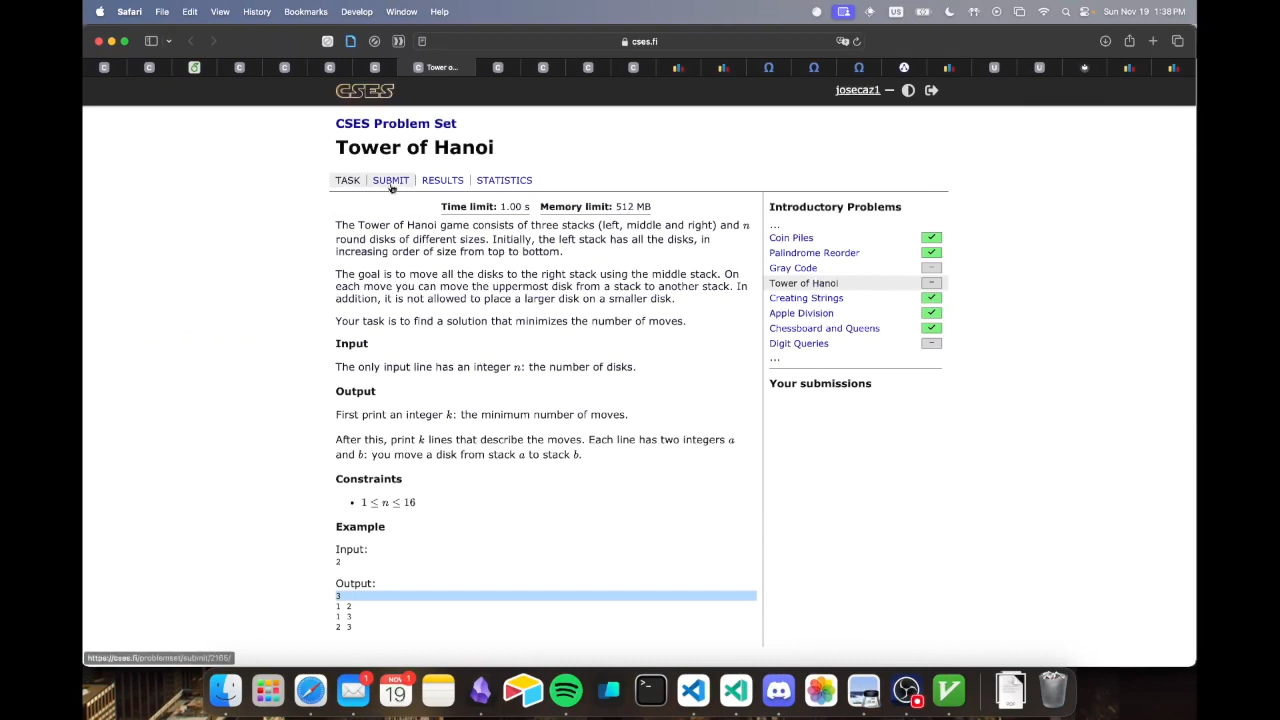 Safari File Edit View History Bookmarks Develop Window Help
US
Sun Nov 19 1:38 PM
cses.fi
Tower o...
CSES
josecaz1 —
CSES Problem Set
Tower of Hanoi
TASK | SUBMIT | RESULTS | STATISTICS
Time limit: 1.00 s Memory limit: 512 MB
The Tower of Hanoi game consists of three stacks (left, middle and right) and n
round disks of different sizes. Initially, the left stack has all the disks, in
increasing order of size from top to bottom.
The goal is to move all the disks to the right stack using the middle stack. On
each move you can move the uppermost disk from a stack to another stack. In
addition, it is not allowed to place a larger disk on a smaller disk.
Your task is to find a solution that minimizes the number of moves.
Input
The only input line has an integer n: the number of disks.
Output
First print an integer k: the minimum number of moves.
After this, print k lines that describe the moves. Each line has two integers a
and b: you move a disk from stack a to stack b.
Constraints
• 1 ≤ n ≤ 16
Example
Input:
2
Output:
3
1 2
1 3
2 3
Introductory Problems
...
Coin Piles
Palindrome Reorder
Gray Code
Tower of Hanoi
Creating Strings
Apple Division
Chessboard and Queens
Digit Queries
...
Your submissions
https://cses.fi/problemset/submit/2165/
1
NOV 1
19